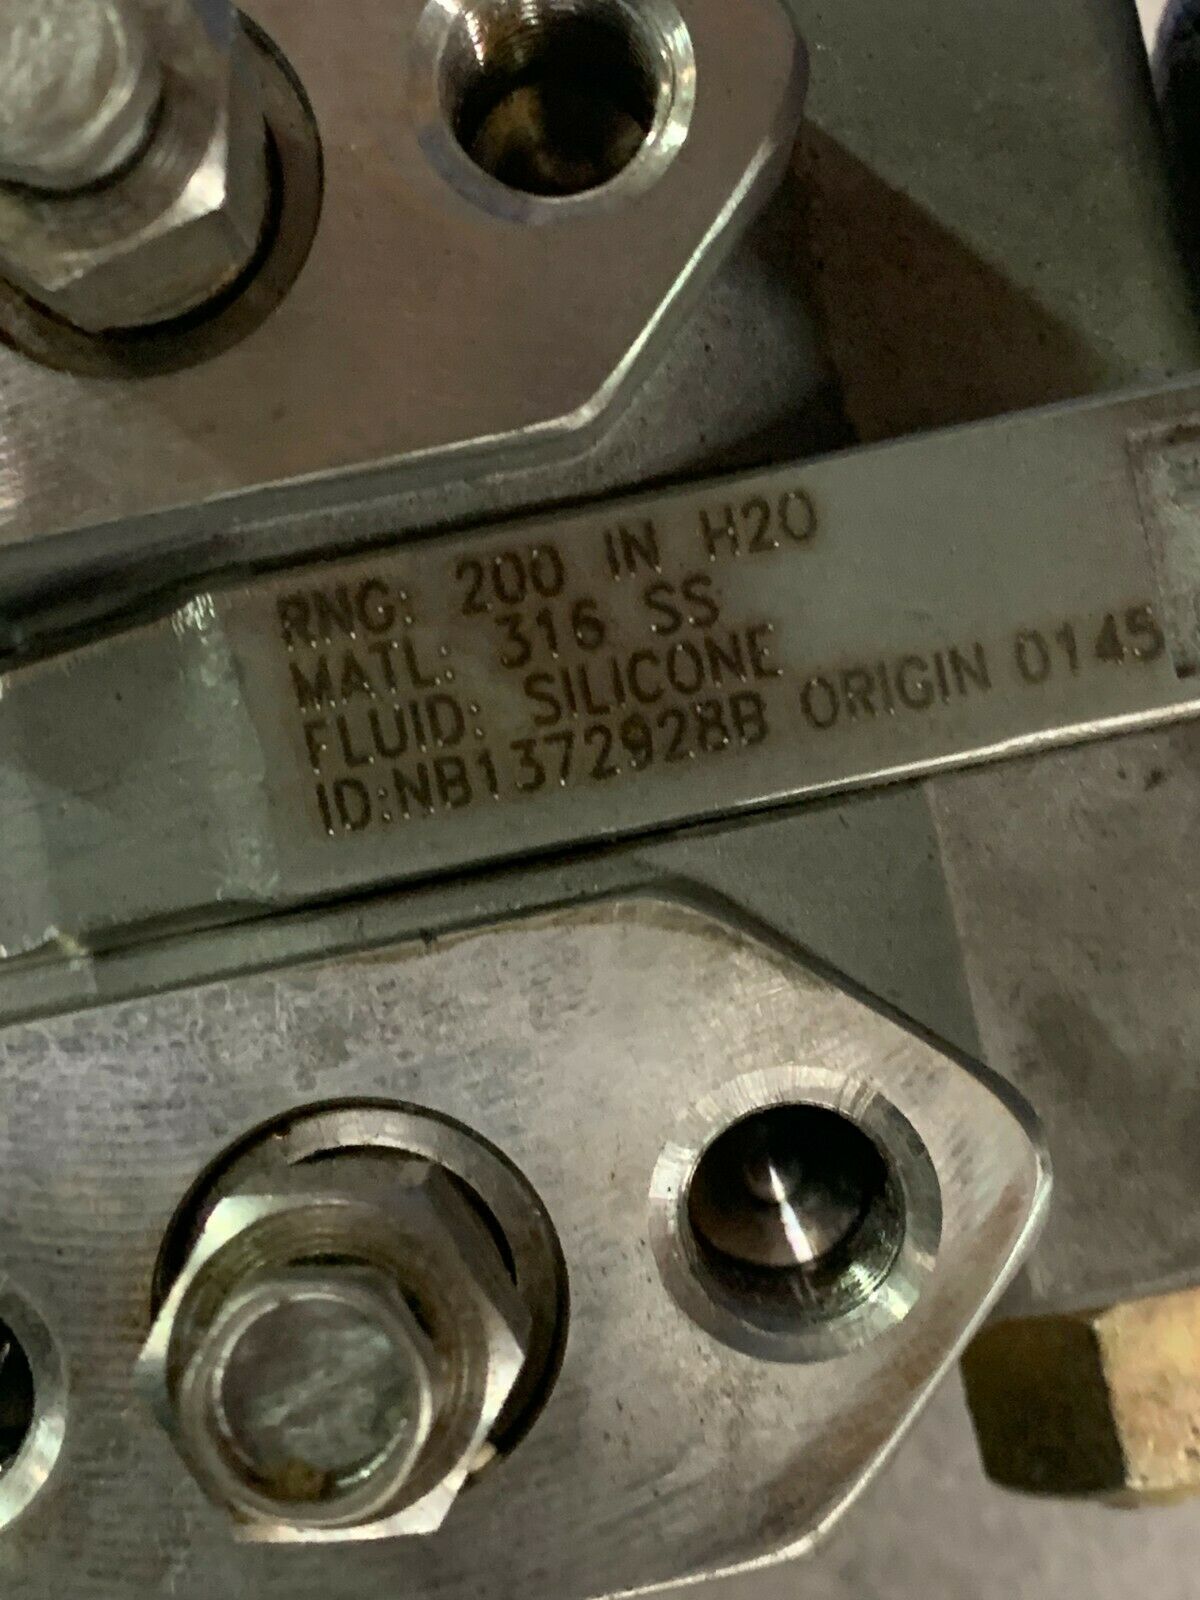 RNG: 200 IN H2O
MATL: 316 SS
FLUID: SILICONE
ID:NB1372928B ORIGIN 0145